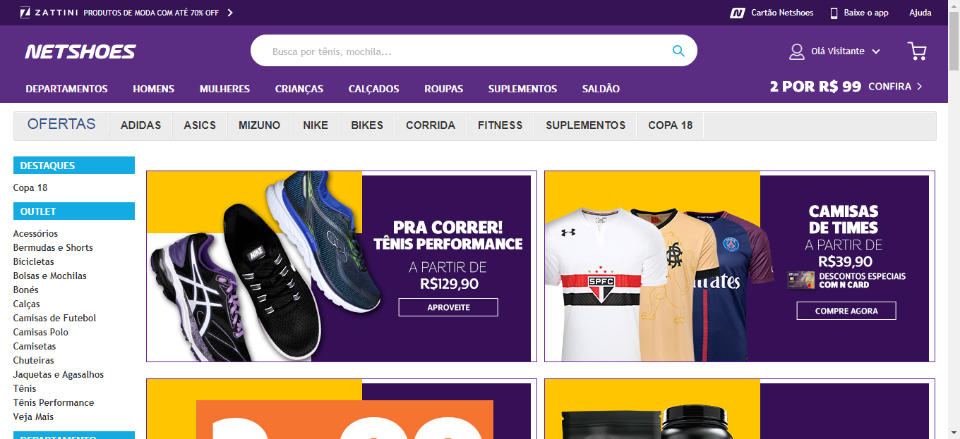 ZATTINI PRODUTOS DE MODA COM ATÉ 70% OFF
Cartão Netshoes
Baixe o app
Ajuda
NETSHOES
Busca por tênis, mochila...
Olá Visitante
DEPARTAMENTOS HOMENS MULHERES CRIANÇAS CALÇADOS ROUPAS SUPLEMENTOS SALDÃO
2 POR R$ 99 CONFIRA
OFERTAS ADIDAS ASICS MIZUNO NIKE BIKES CORRIDA FITNESS SUPLEMENTOS COPA 18
DESTAQUES
Copa 18
OUTLET
Acessórios
Bermudas e Shorts
Bicicletas
Bolsas e Mochilas
Bonés
Calças
Camisas de Futebol
Camisas Polo
Camisetas
Chuteiras
Jaquetas e Agasalhos
Tênis
Tênis Performance
Veja Mais
DEPARTAMENTO
PRA CORRER!
TÊNIS PERFORMANCE
A PARTIR DE
R$129,90
APROVEITE
SPFC
CAMISAS
DE TIMES
A PARTIR DE
R$39,90
DESCONTOS ESPECIAIS
COM N CARD
COMPRE AGORA